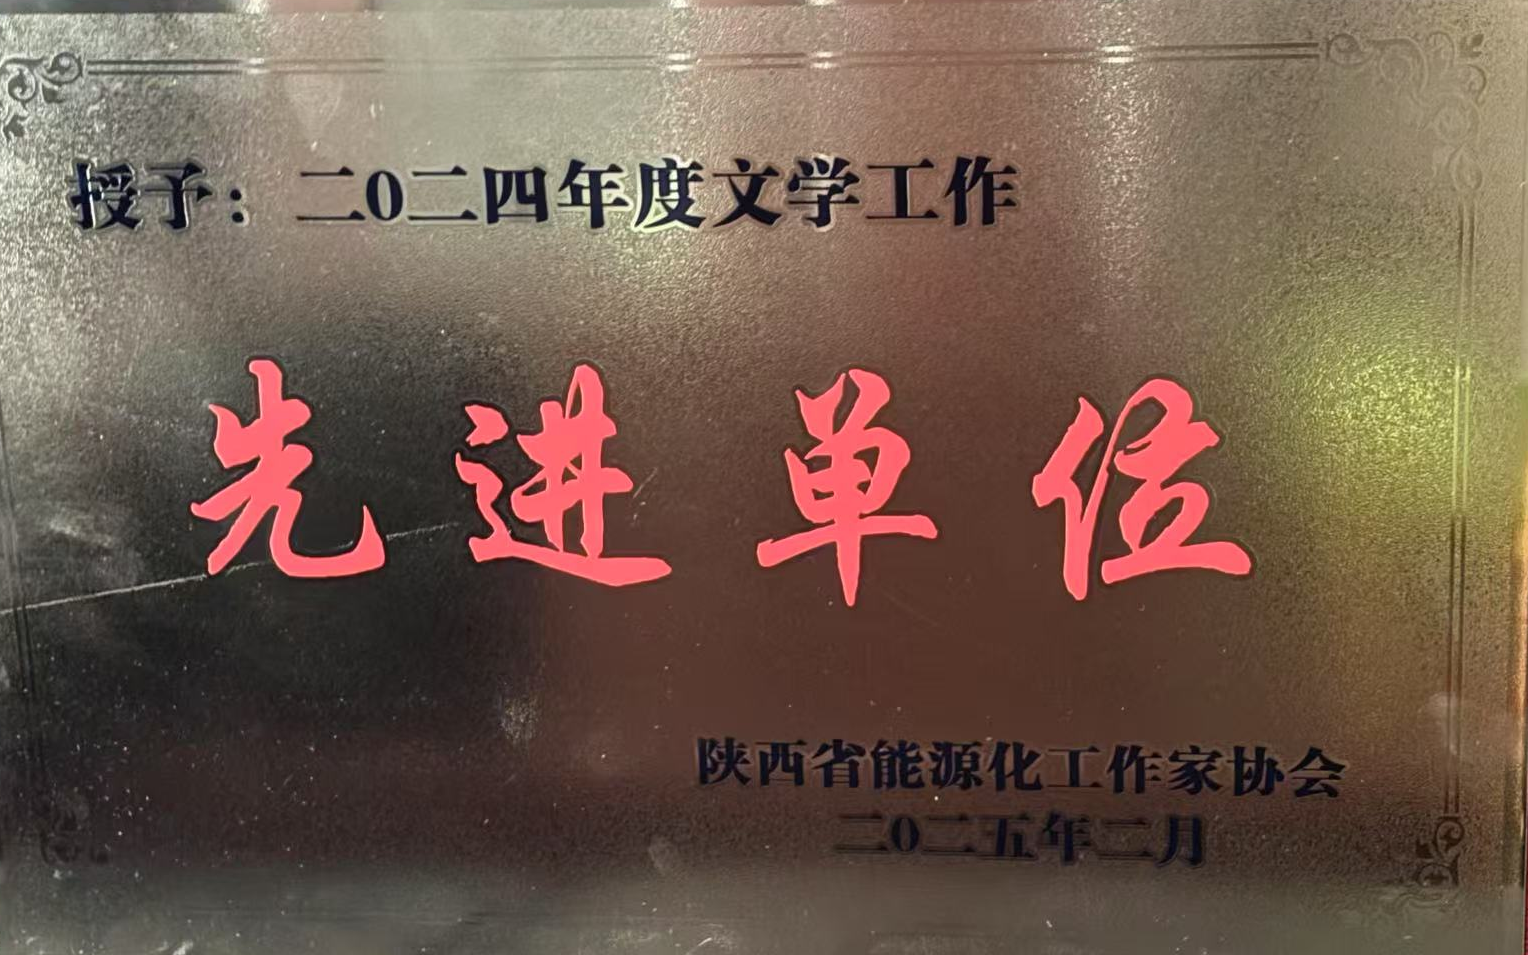 授予：二0二四年度文学工作
先进单位
陕西省能源化工作家协会
二0二五年二月